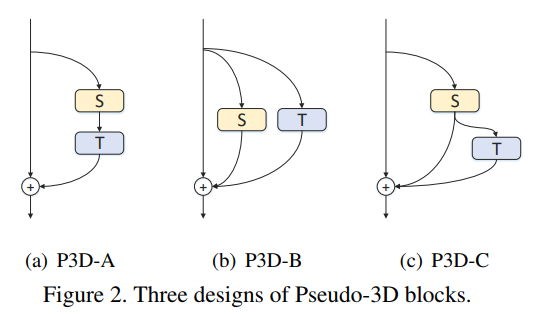 S
T
+
S
T
+
S
T
+
(a) P3D-A
(b) P3D-B
(c) P3D-C
Figure 2. Three designs of Pseudo-3D blocks.